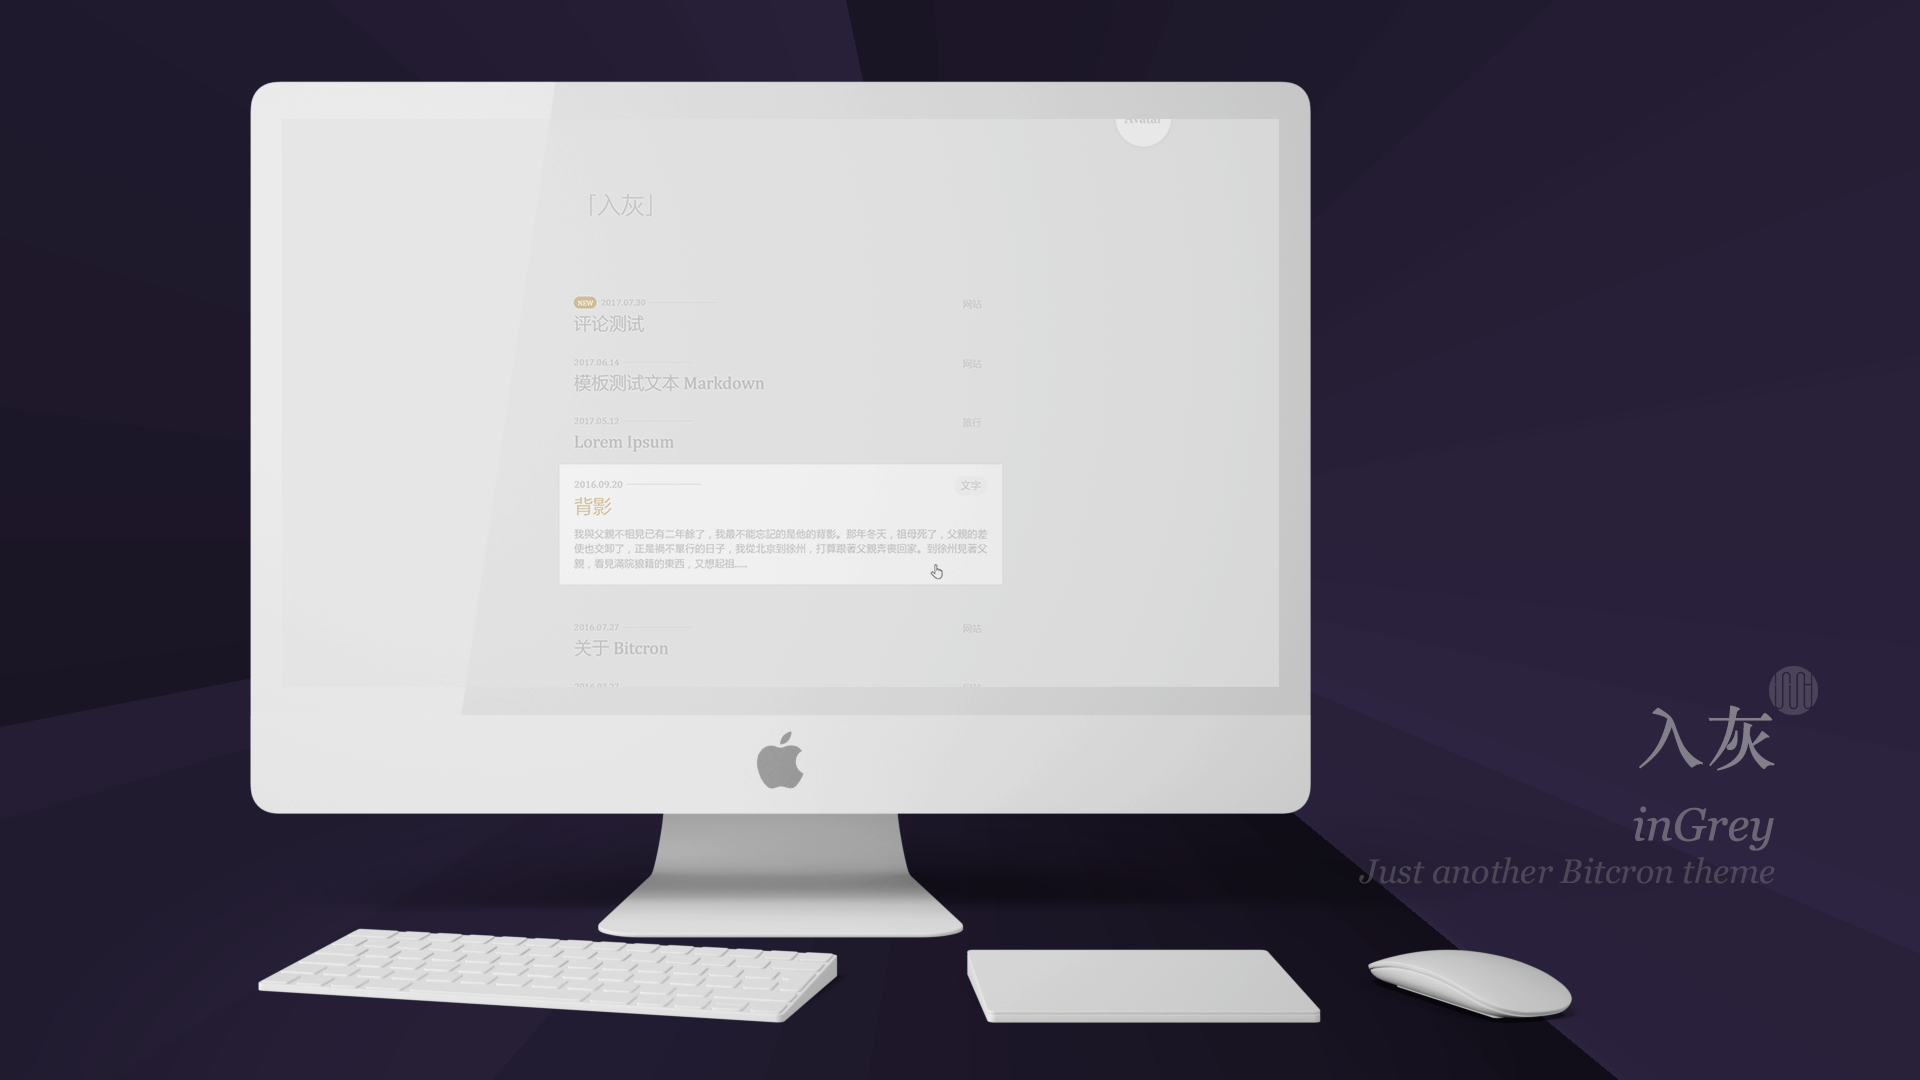 Avatar
「入灰」
NEW 2017.07.30 网站
评论测试
2017.06.14 网站
模板测试文本 Markdown
2017.05.12 旅行
Lorem Ipsum
2016.09.20 文字
背影
我與父親不相見已有二年餘了，我最不能忘記的是他的背影。那年冬天，祖母死了，父親的差
使也交卸了，正是禍不單行的日子，我從北京到徐州，打算跟著父親奔喪回家。到徐州見著父
親，看見滿院狼籍的東西，又想起祖......
2016.07.27 网站
关于 Bitcron
入灰
inGrey
Just another Bitcron theme